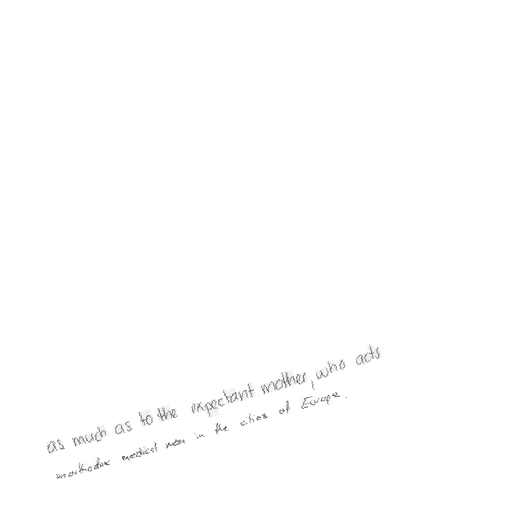 as much as to the expectant mother, who acts
unorthodox medical men in the cities of Europe.